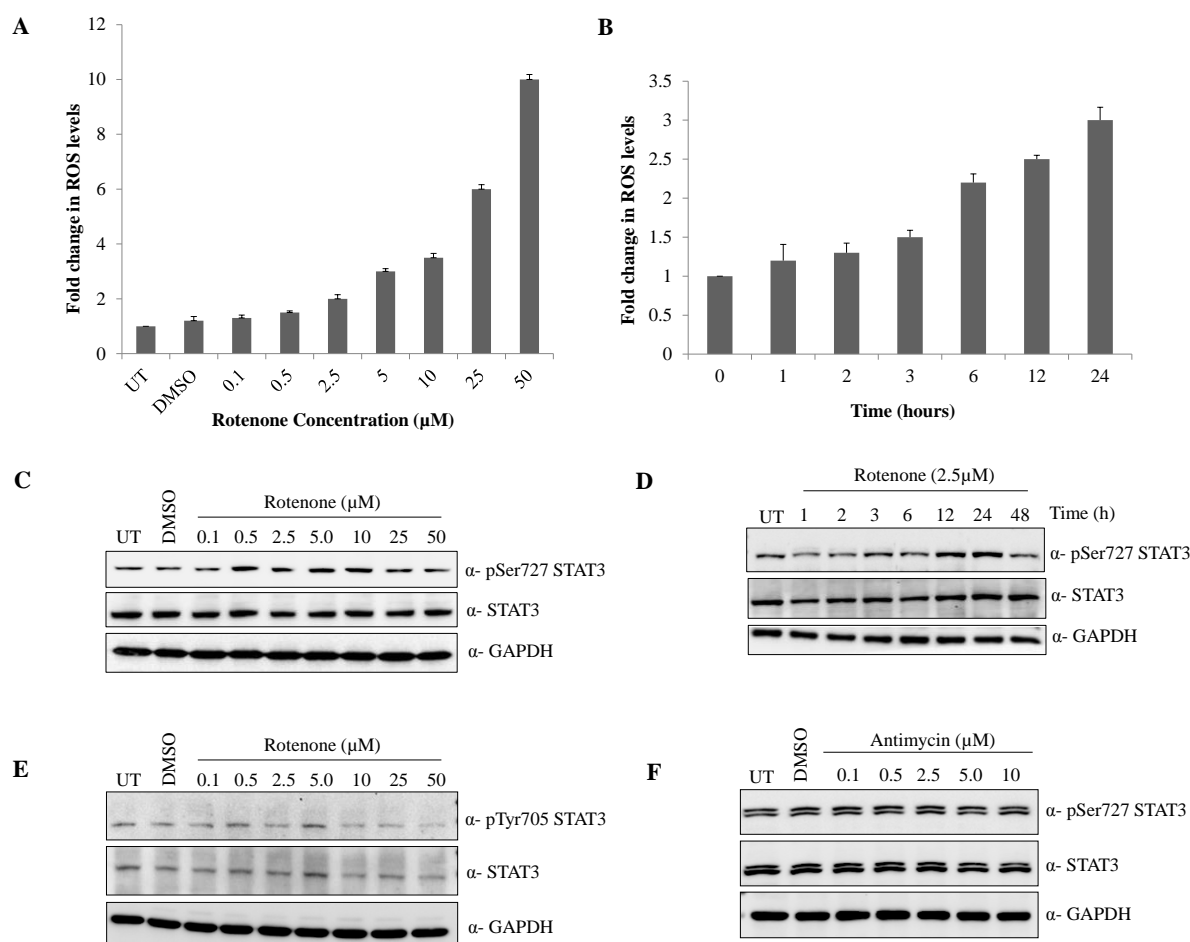 A
12
10
8
6
4
2
0
Fold change in ROS levels
UT DMSO 0.1 0.5 2.5 5 10 25 50
Rotenone Concentration (µM)
B
3.5
3
2.5
2
1.5
1
0.5
0
Fold change in ROS levels
0 1 2 3 6 12 24
Time (hours)
C
Rotenone (µM)
UT DMSO 0.1 0.5 2.5 5.0 10 25 50
α- pSer727 STAT3
α- STAT3
α- GAPDH
D
Rotenone (2.5µM)
UT 1 2 3 6 12 24 48 Time (h)
α- pSer727 STAT3
α- STAT3
α- GAPDH
E
Rotenone (µM)
UT DMSO 0.1 0.5 2.5 5.0 10 25 50
α- pTyr705 STAT3
α- STAT3
α- GAPDH
F
Antimycin (µM)
UT DMSO 0.1 0.5 2.5 5.0 10
α- pSer727 STAT3
α- STAT3
α- GAPDH